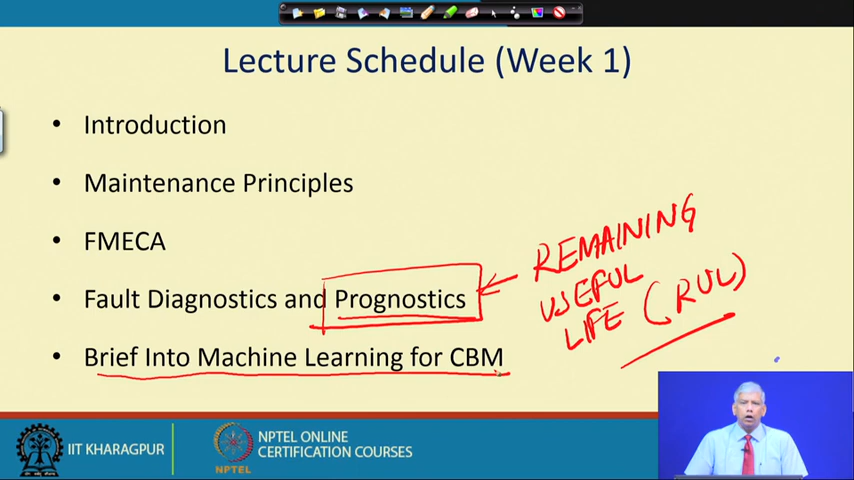 Lecture Schedule (Week 1)
• Introduction
• Maintenance Principles
• FMECA
• Fault Diagnostics and Prognostics
• Brief Into Machine Learning for CBM
REMAINING
USEFUL
LIFE (RUL)
IIT KHARAGPUR
NPTEL
NPTEL ONLINE
CERTIFICATION COURSES